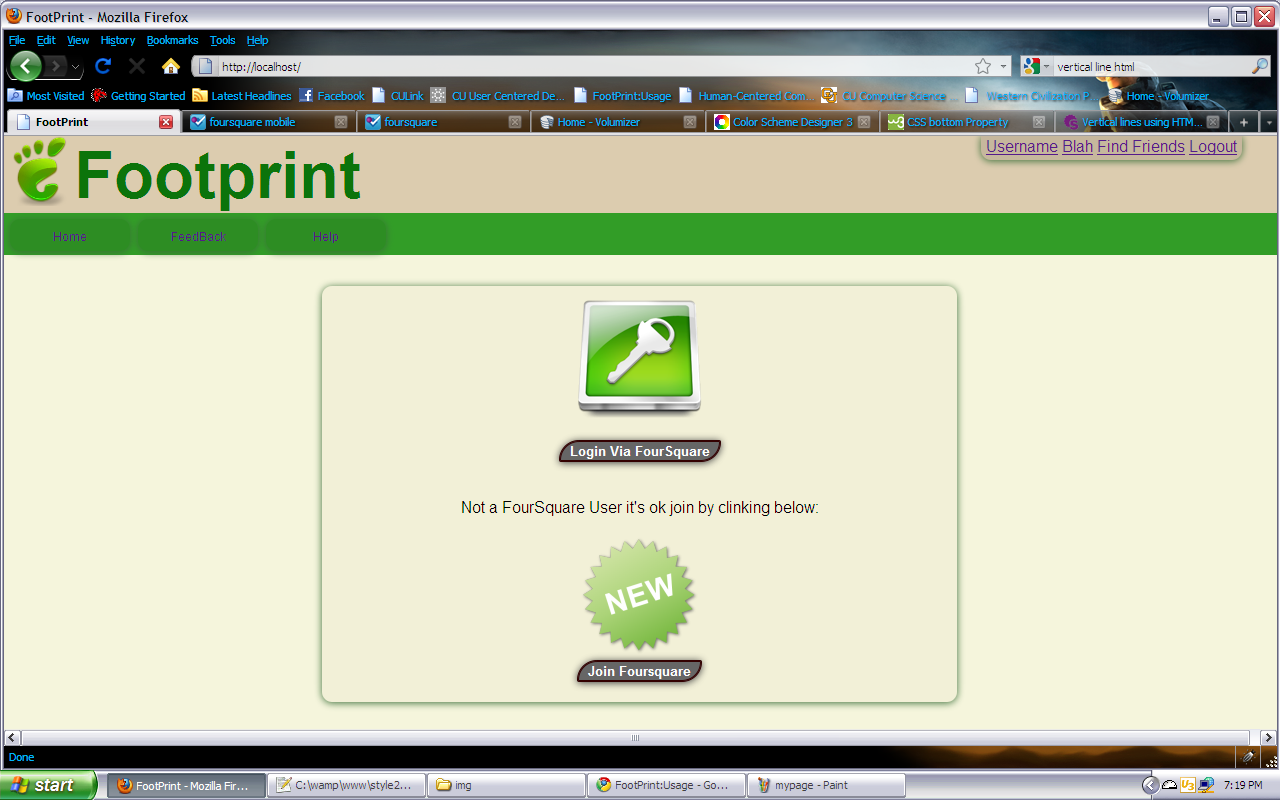 FootPrint - Mozilla Firefox
File Edit View History Bookmarks Tools Help
http://localhost/ vertical line html
Most Visited Getting Started Latest Headlines Facebook CULink CU User Centered De... FootPrint:Usage Human-Centered Com... CU Computer Science ... Western Civilization P... Home - Volumizer
FootPrint foursquare mobile foursquare Home - Volumizer Color Scheme Designer 3 CSS bottom Property Vertical lines using HTM...
Footprint
Username Blah Find Friends Logout
Home FeedBack Help
Login Via FourSquare
Not a FourSquare User it's ok join by clinking below:
NEW
Join Foursquare
Done
start FootPrint - Mozilla Fir... C:\wamp\www\style2... img FootPrint:Usage - Go... mypage - Paint U3 7:19 PM